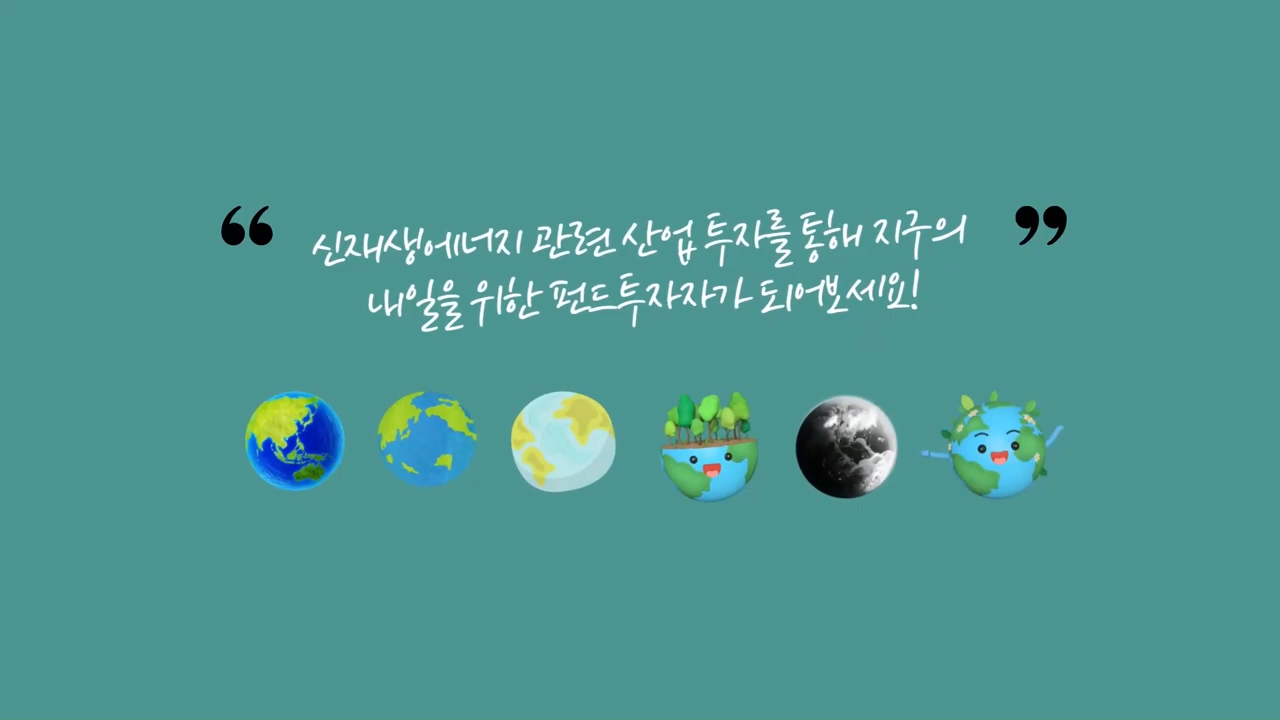 “ 신재생에너지 관련 산업 투자를 통해 지구의 ”
내일을 위한 펀드투자자가 되어보세요!